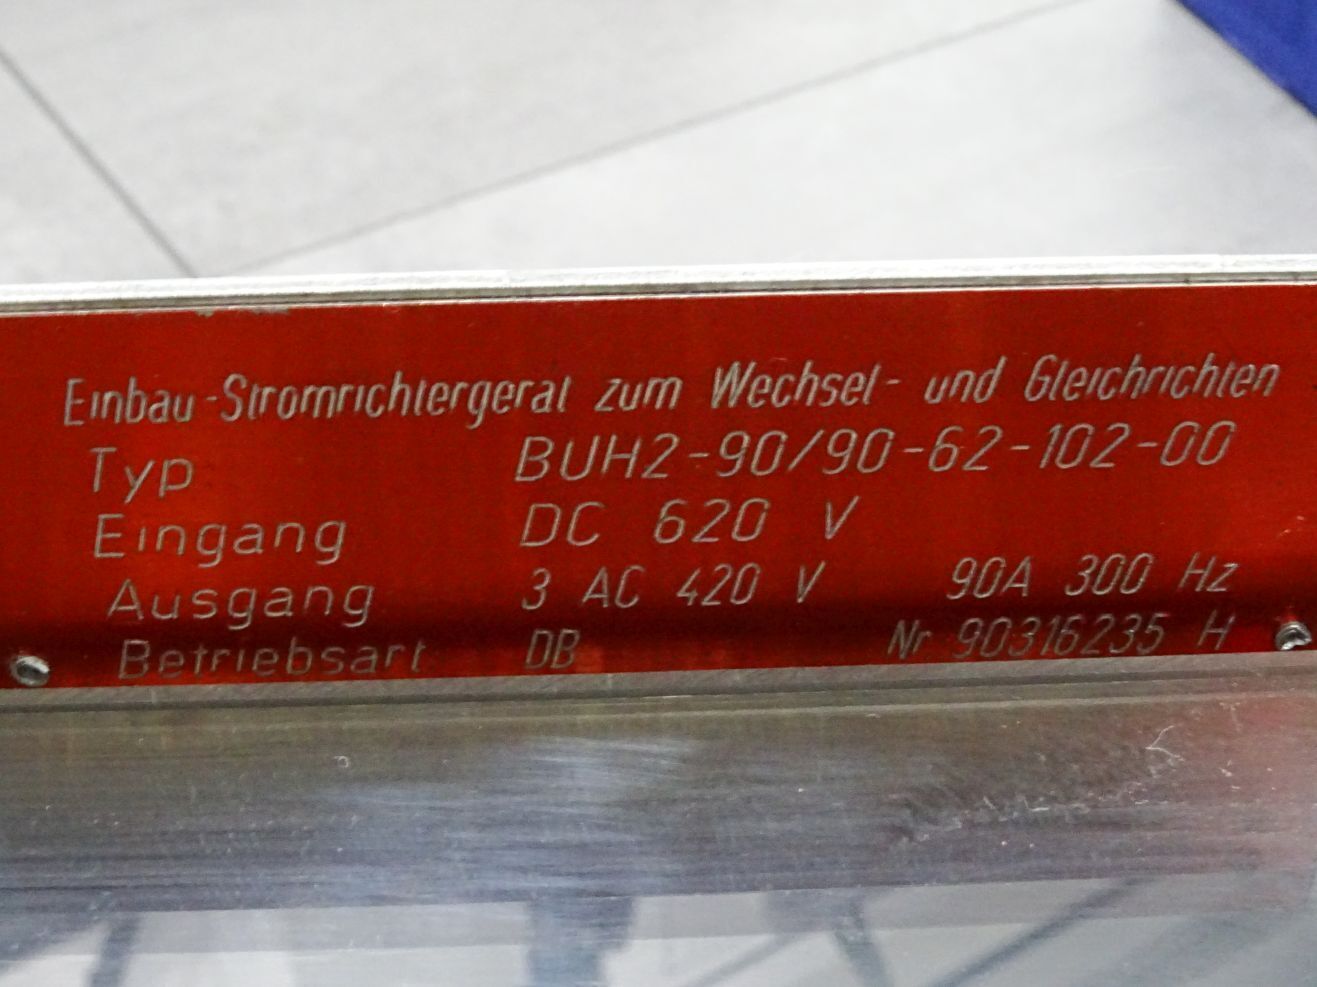 Einbau-Stromrichtergerät zum Wechsel- und Gleichrichten
Typ BUH2-90/90-62-102-00
Eingang DC 620 V
Ausgang 3 AC 420 V 90A 300 Hz
Betriebsart DB Nr 90316235 H